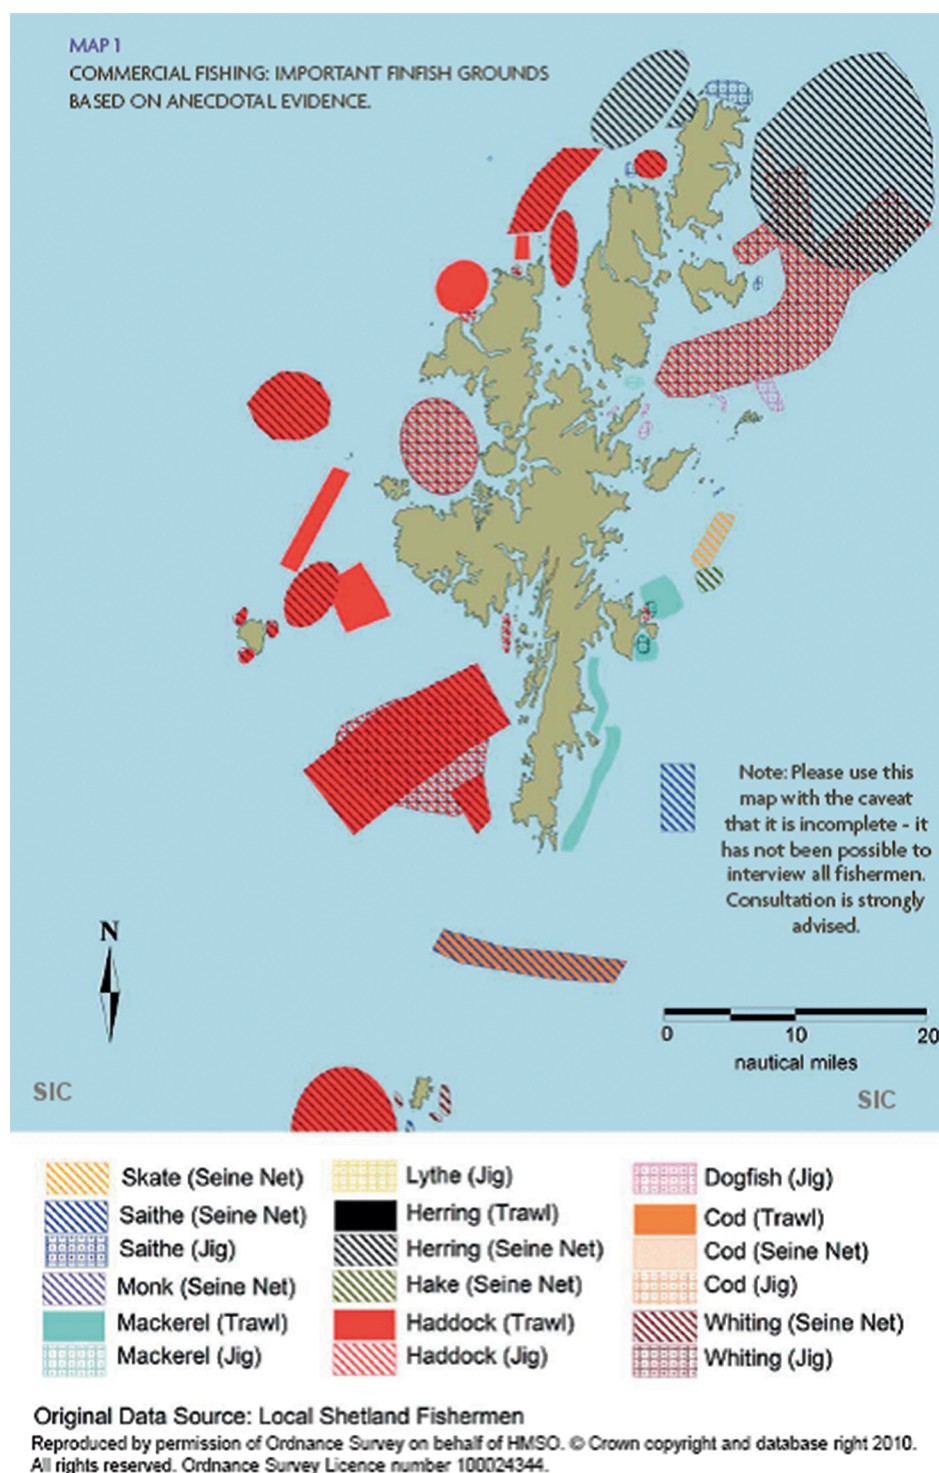 MAP 1
COMMERCIAL FISHING: IMPORTANT FINFISH GROUNDS
BASED ON ANECDOTAL EVIDENCE.
Note: Please use this
map with the caveat
that it is incomplete - it
has not been possible to
interview all fishermen.
Consultation is strongly
advised.
N
0 10 20
nautical miles
SIC
SIC
Skate (Seine Net)
Saithe (Seine Net)
Saithe (Jig)
Monk (Seine Net)
Mackerel (Trawl)
Mackerel (Jig)
Lythe (Jig)
Herring (Trawl)
Herring (Seine Net)
Hake (Seine Net)
Haddock (Trawl)
Haddock (Jig)
Dogfish (Jig)
Cod (Trawl)
Cod (Seine Net)
Cod (Jig)
Whiting (Seine Net)
Whiting (Jig)
Original Data Source: Local Shetland Fishermen
Reproduced by permission of Ordnance Survey on behalf of HMSO. © Crown copyright and database right 2010.
All rights reserved. Ordnance Survey Licence number 100024344.